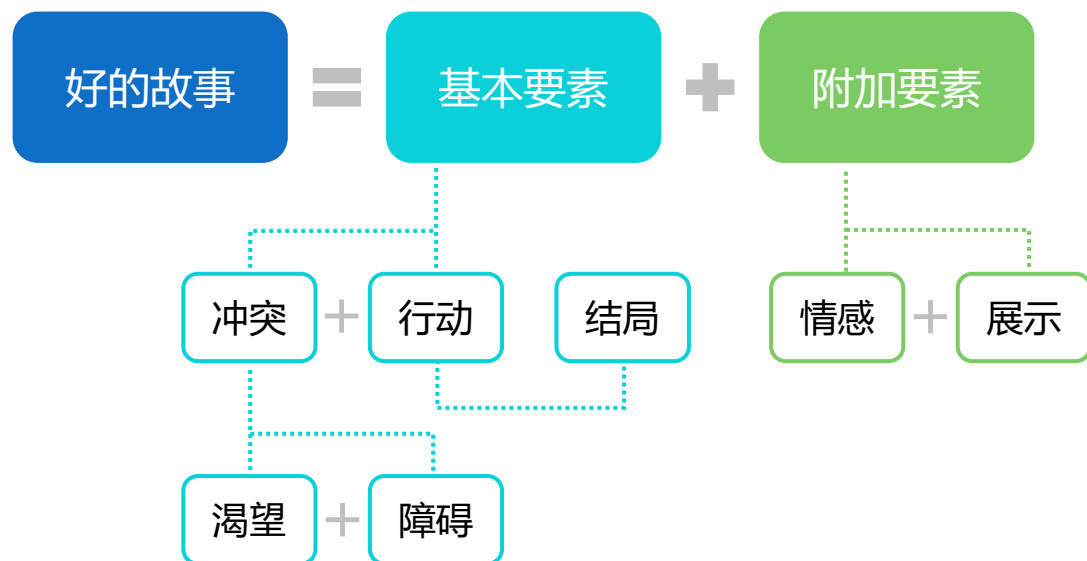 好的故事 = 基本要素 + 附加要素
冲突 + 行动 结局 情感 + 展示
渴望 + 障碍